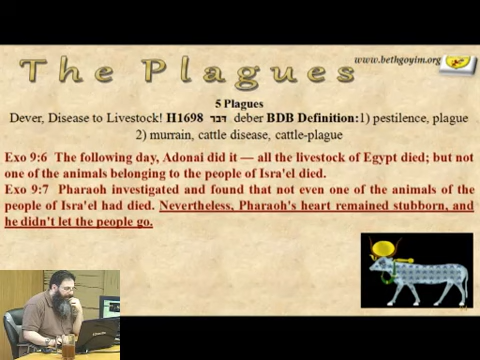 www.bethgoyim.org
The Plagues
5 Plagues
Dever, Disease to Livestock! H1698 דבר deber BDB Definition:1) pestilence, plague
2) murrain, cattle disease, cattle-plague
Exo 9:6 The following day, Adonai did it — all the livestock of Egypt died; but not
one of the animals belonging to the people of Isra'el died.
Exo 9:7 Pharaoh investigated and found that not even one of the animals of the
people of Isra'el had died. Nevertheless, Pharaoh's heart remained stubborn, and
he didn't let the people go.